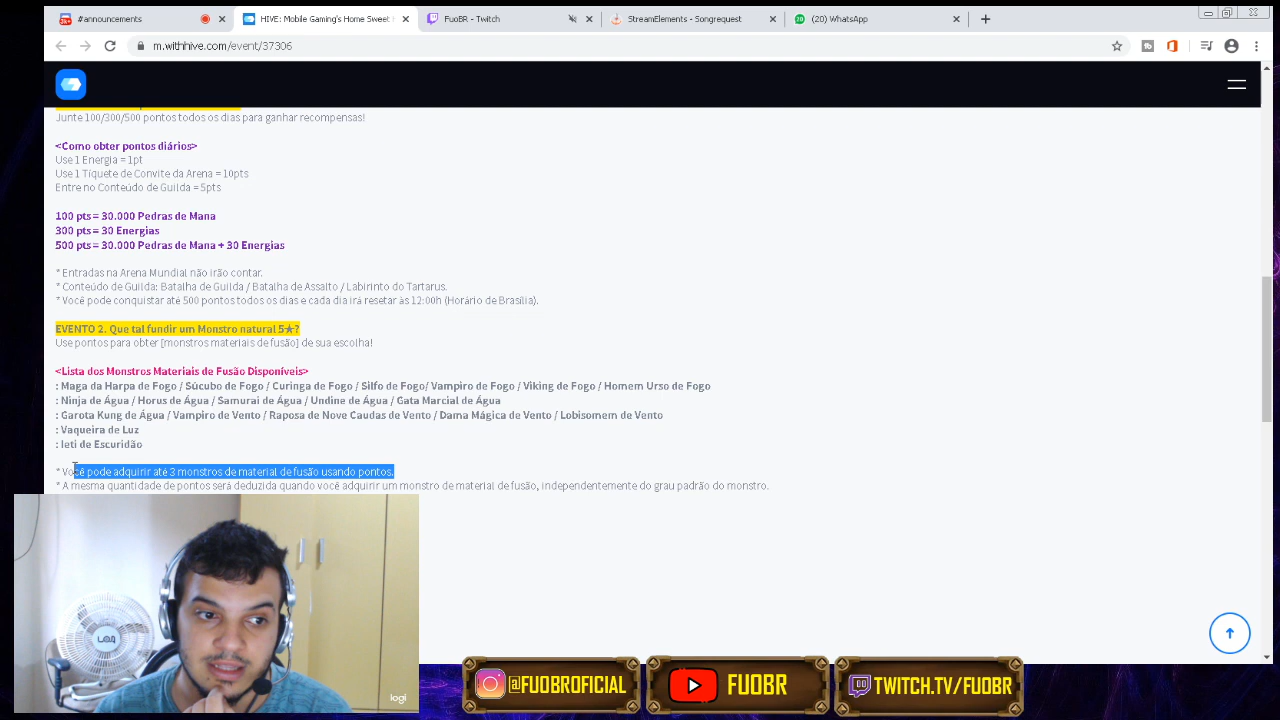 #announcements
HIVE: Mobile Gaming's Home Sweet
FuoBR - Twitch
StreamElements - Songrequest
(20) WhatsApp
m.withhive.com/event/37306
Junte 100/300/500 pontos todos os dias para ganhar recompensas!
<Como obter pontos diários>
Use 1 Energia = 1pt
Use 1 Tíquete de Convite da Arena = 10pts
Entre no Conteúdo de Guilda = 5pts
100 pts = 30.000 Pedras de Mana
300 pts = 30 Energias
500 pts = 30.000 Pedras de Mana + 30 Energias
* Entradas na Arena Mundial não irão contar.
* Conteúdo de Guilda: Batalha de Guilda / Batalha de Assalto / Labirinto do Tartarus.
* Você pode conquistar até 500 pontos todos os dias e cada dia irá resetar às 12:00h (Horário de Brasília).
EVENTO 2. Que tal fundir um Monstro natural 5★?
Use pontos para obter [monstros materiais de fusão] de sua escolha!
<Lista dos Monstros Materiais de Fusão Disponíveis>
: Maga da Harpa de Fogo / Súcubo de Fogo / Curinga de Fogo / Silfo de Fogo/ Vampiro de Fogo / Viking de Fogo / Homem Urso de Fogo
: Ninja de Água / Horus de Água / Samurai de Água / Undine de Água / Gata Marcial de Água
: Garota Kung de Água / Vampiro de Vento / Raposa de Nove Caudas de Vento / Dama Mágica de Vento / Lobisomem de Vento
: Vaqueira de Luz
: Ieti de Escuridão
* Você pode adquirir até 3 monstros de material de fusão usando pontos.
* A mesma quantidade de pontos será deduzida quando você adquirir um monstro de material de fusão, independentemente do grau padrão do monstro.
logi
@FUOBROFICIAL
FUOBR
TWITCH.TV/FUOBR